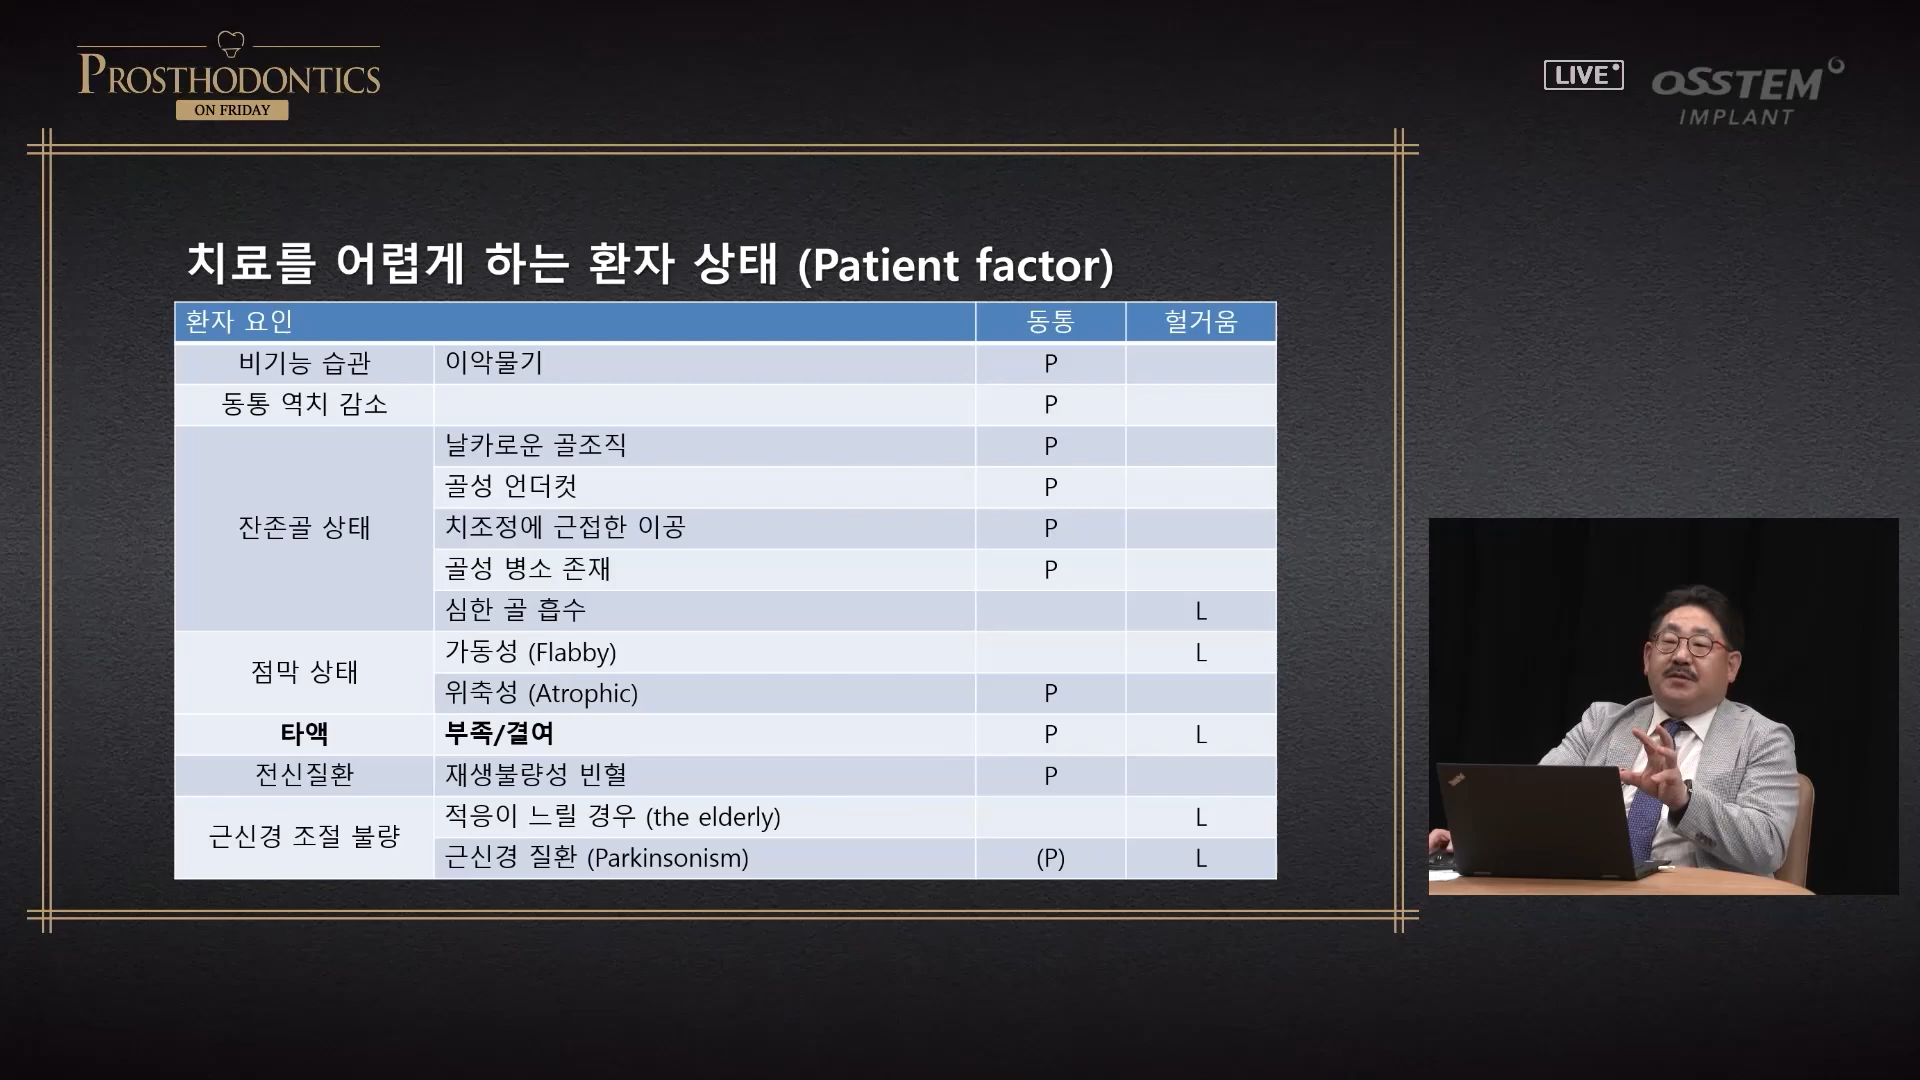 PROSTHODONTICS
ON FRIDAY
LIVE
OSSTEM
IMPLANT
치료를 어렵게 하는 환자 상태 (Patient factor)
환자 요인 동통 헐거움
비기능 습관 이악물기 P
동통 역치 감소 P
잔존골 상태
날카로운 골조직 P
골성 언더컷 P
치조정에 근접한 이공 P
골성 병소 존재 P
심한 골 흡수 L
점막 상태
가동성 (Flabby) L
위축성 (Atrophic) P
타액 부족/결여 P L
전신질환 재생불량성 빈혈 P
근신경 조절 불량
적응이 느릴 경우 (the elderly) L
근신경 질환 (Parkinsonism) (P) L